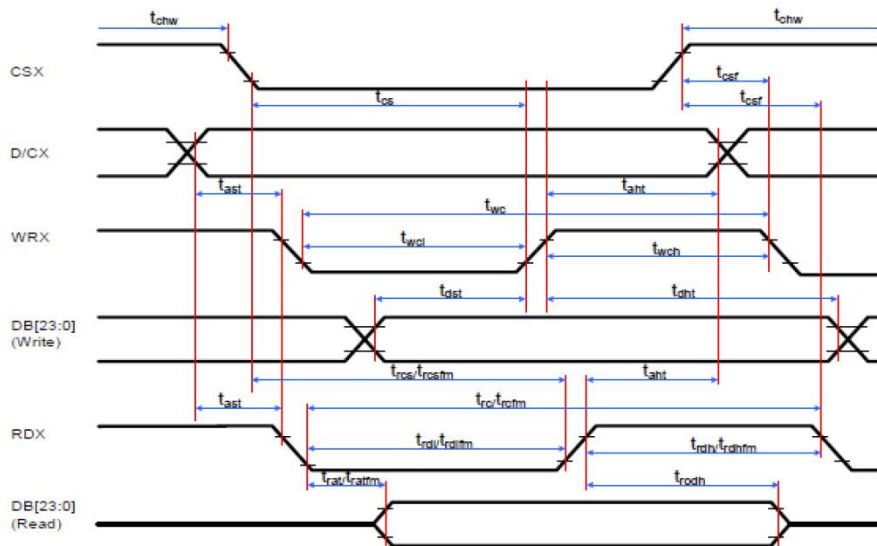 tchw
tchw
CSX
tcsf
tcs
tcsf
D/CX
tast
taht
twc
WRX
twcl
twch
tdst
tdht
DB[23:0]
(Write)
trcs/trcsfm
taht
tast
trc/trcfm
RDX
trdl/trdlfm
trdh/trdhfm
trat/tratfm
trodh
DB[23:0]
(Read)